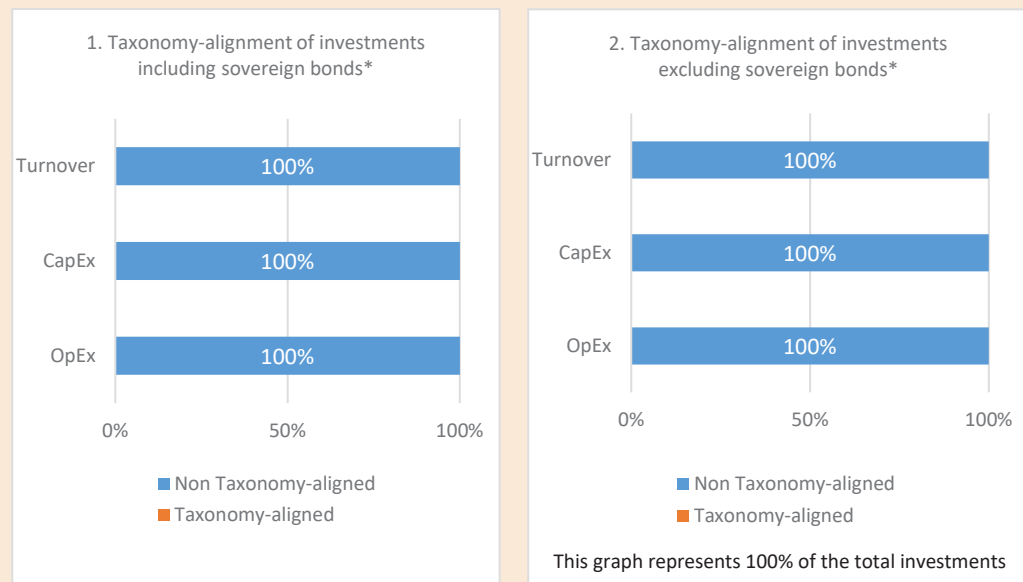 1. Taxonomy-alignment of investments
including sovereign bonds*
Turnover
100%
CapEx
100%
OpEx
100%
0%
50%
100%
Non Taxonomy-aligned
Taxonomy-aligned
2. Taxonomy-alignment of investments
excluding sovereign bonds*
Turnover
100%
CapEx
100%
OpEx
100%
0%
50%
100%
Non Taxonomy-aligned
Taxonomy-aligned
This graph represents 100% of the total investments